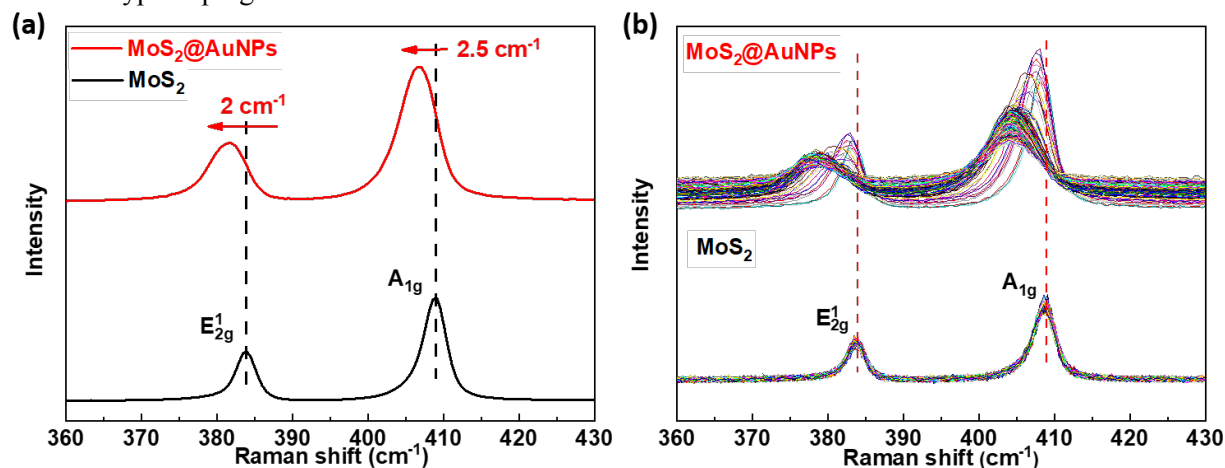 (a)
MoS₂@AuNPs
MoS₂
2.5 cm⁻¹
2 cm⁻¹
E¹₂g
A₁g
Intensity
360 370 380 390 400 410 420 430
Raman shift (cm⁻¹)
(b)
MoS₂@AuNPs
MoS₂
E¹₂g
A₁g
Intensity
360 370 380 390 400 410 420 430
Raman shift (cm⁻¹)